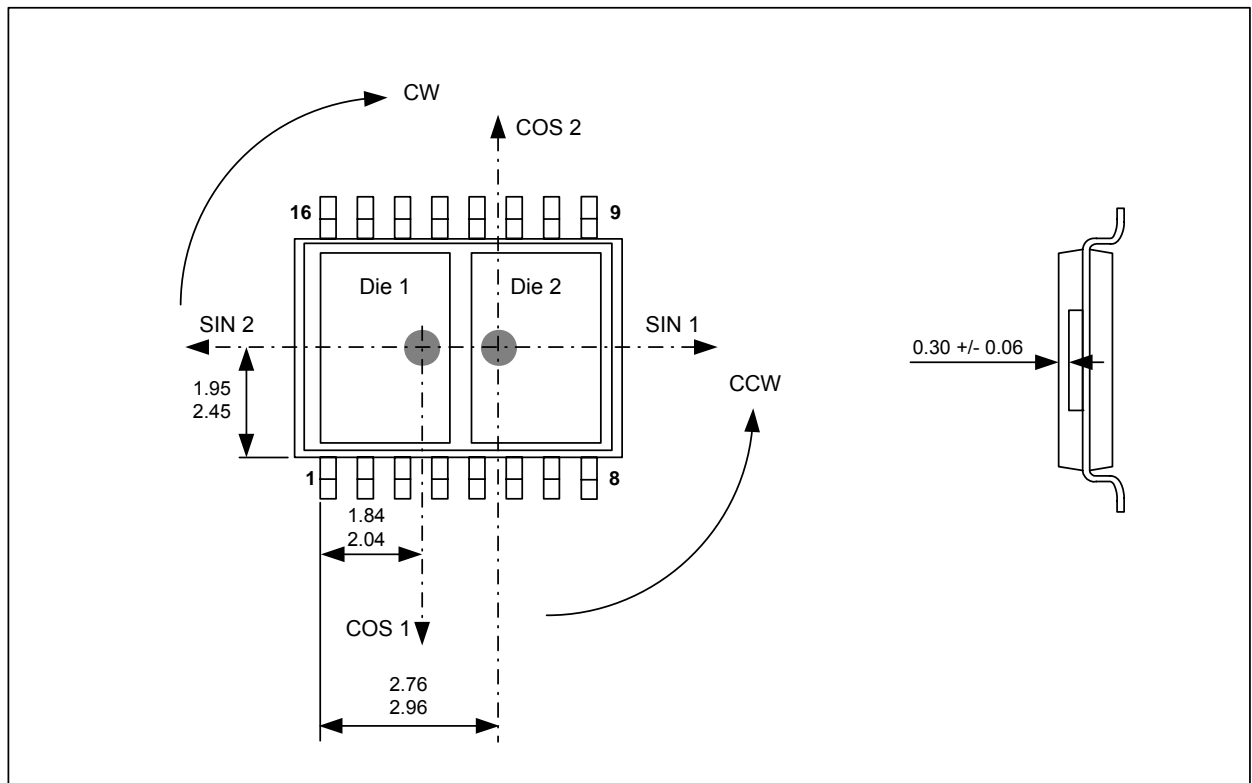 CW
COS 2
16
9
Die 1
Die 2
SIN 2
SIN 1
0.30 +/- 0.06
1.95
2.45
CCW
1
8
1.84
2.04
COS 1
2.76
2.96